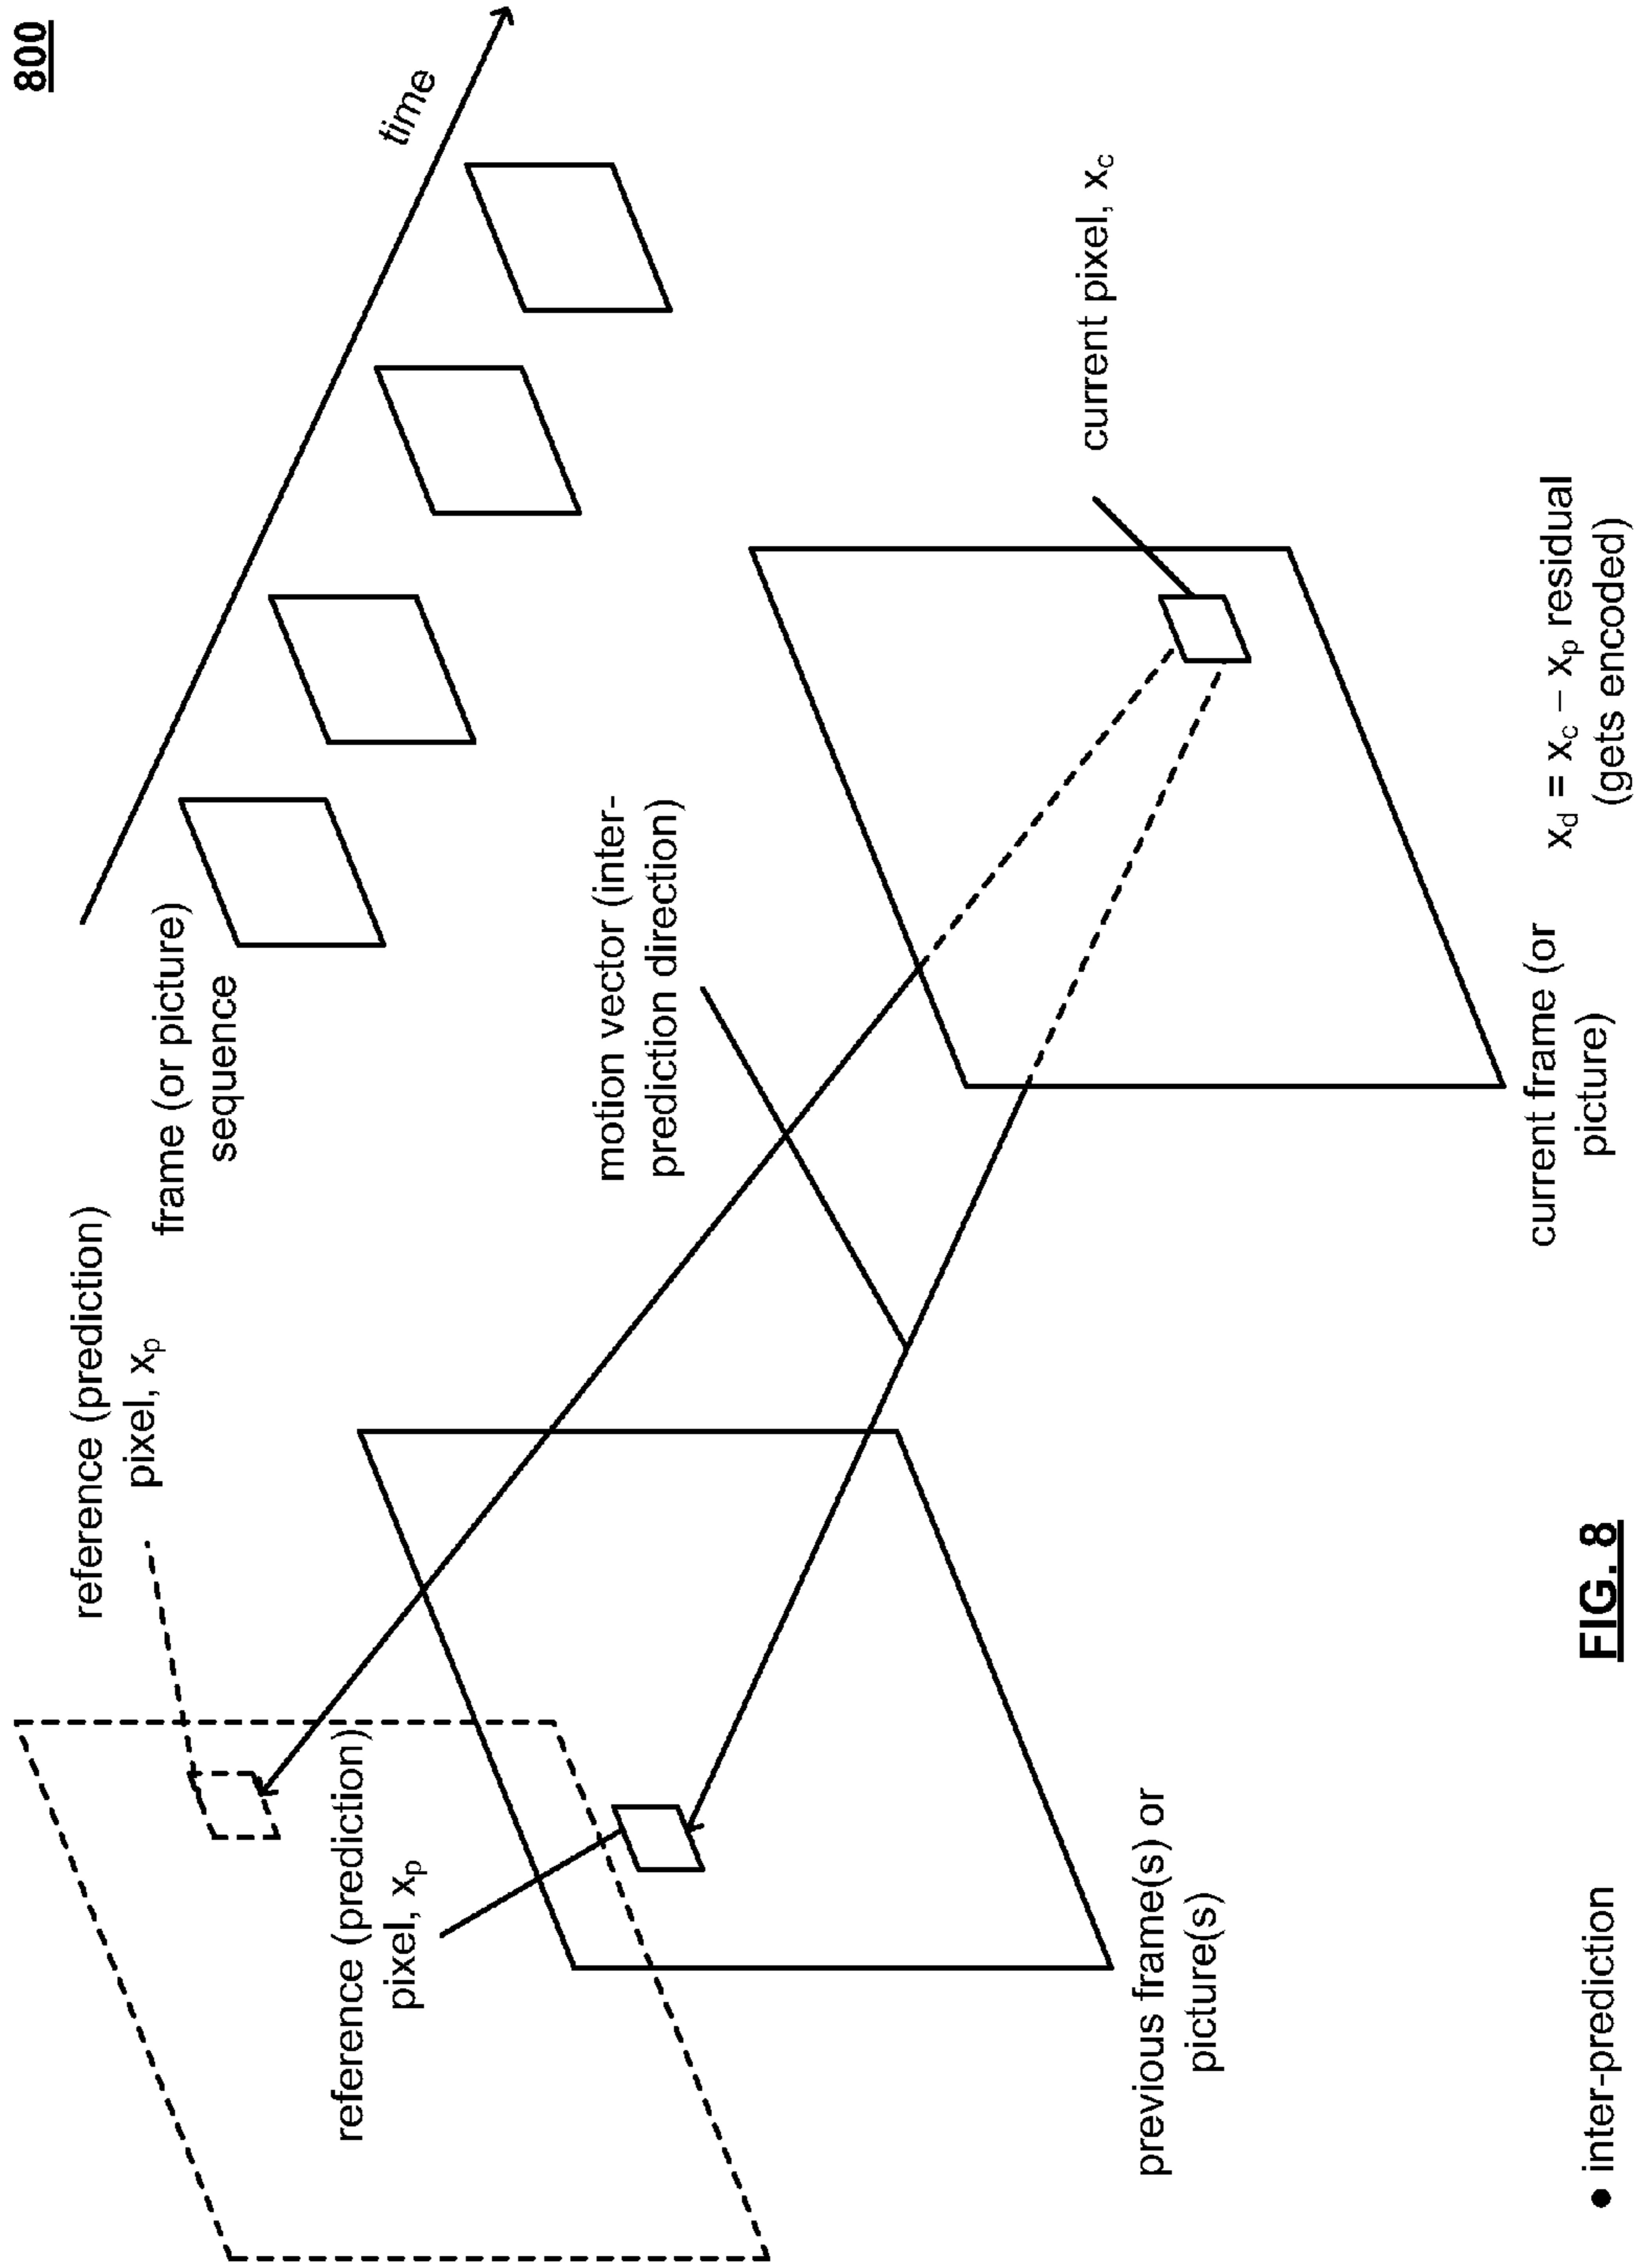 800
time
frame (or picture)
sequence
reference (prediction)
pixel, xp
motion vector (inter-
prediction direction)
reference (prediction)
pixel, xp
current pixel, xc
previous frame(s) or
picture(s)
current frame (or
picture)
xd = xc – xp residual
(gets encoded)
● inter-prediction
FIG. 8